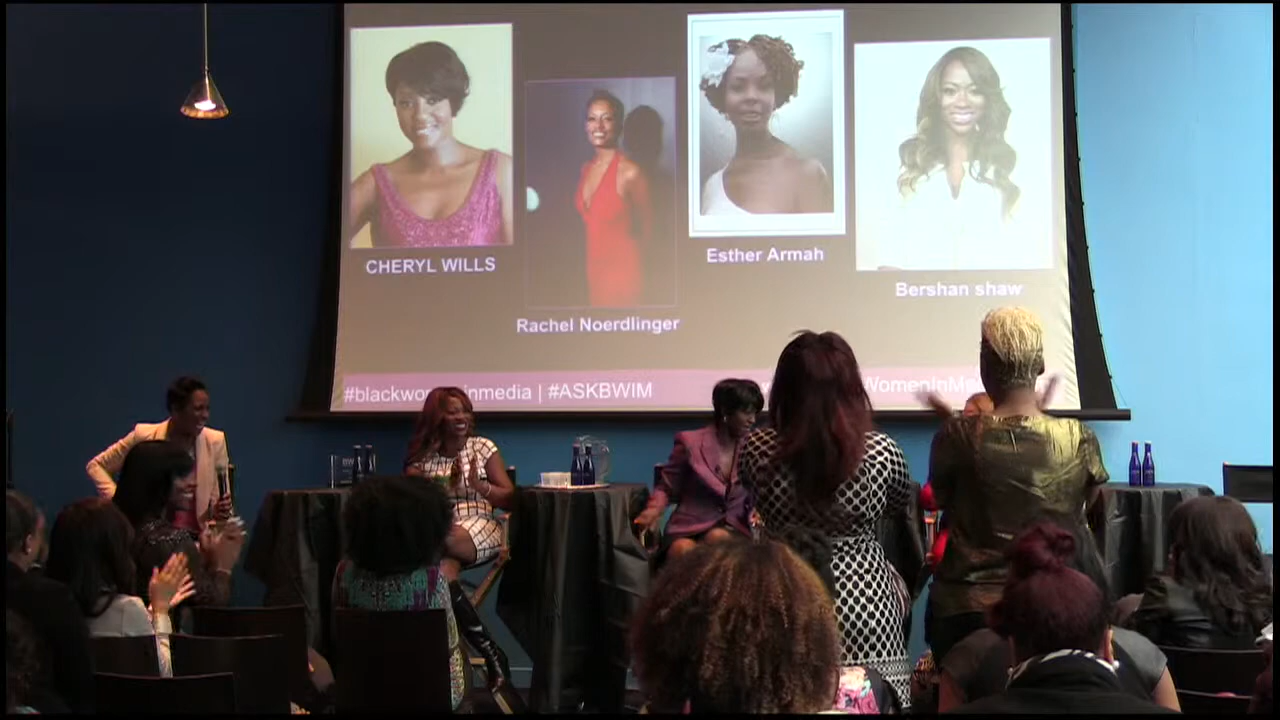 CHERYL WILLS
Rachel Noerdlinger
Esther Armah
Bershan shaw
#ASKBWIM